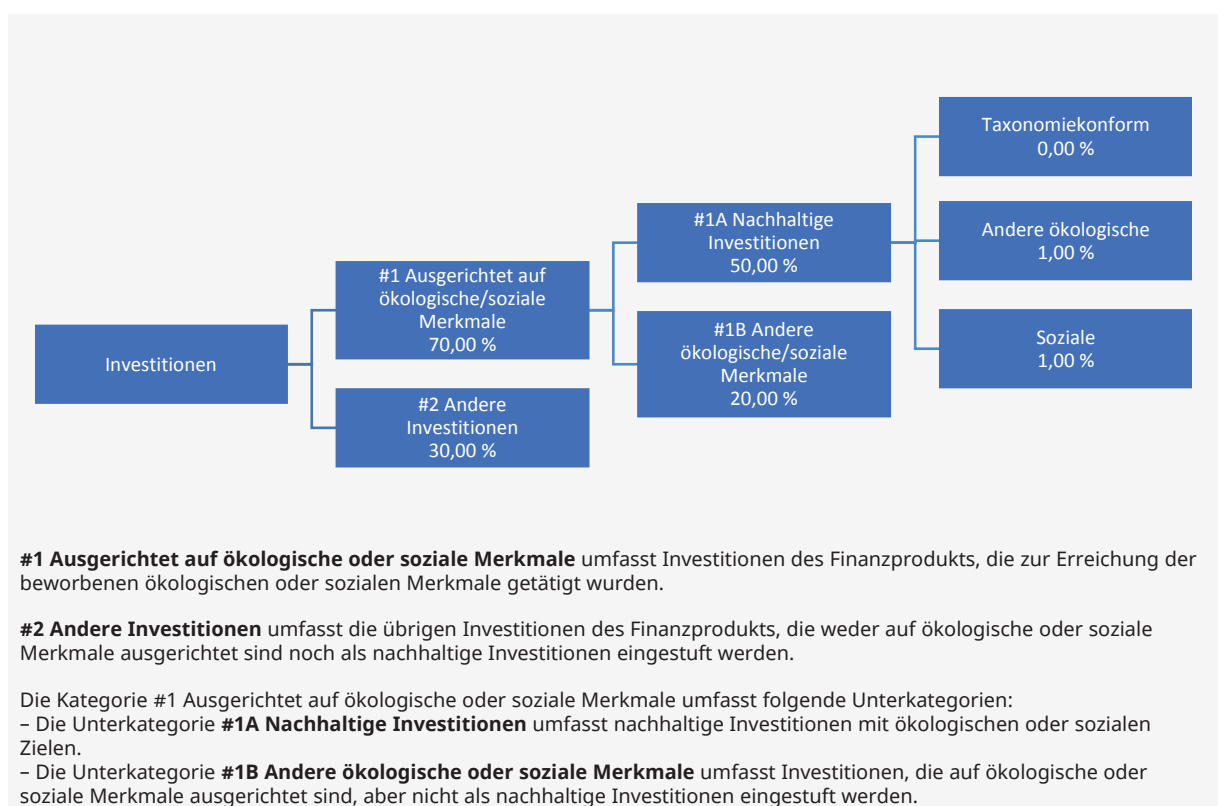 Investitionen
#1 Ausgerichtet auf
ökologische/soziale
Merkmale
70,00 %
#2 Andere
Investitionen
30,00 %
#1A Nachhaltige
Investitionen
50,00 %
#1B Andere
ökologische/soziale
Merkmale
20,00 %
Taxonomiekonform
0,00 %
Andere ökologische
1,00 %
Soziale
1,00 %
#1 Ausgerichtet auf ökologische oder soziale Merkmale umfasst Investitionen des Finanzprodukts, die zur Erreichung der
beworbenen ökologischen oder sozialen Merkmale getätigt wurden.
#2 Andere Investitionen umfasst die übrigen Investitionen des Finanzprodukts, die weder auf ökologische oder soziale
Merkmale ausgerichtet sind noch als nachhaltige Investitionen eingestuft werden.
Die Kategorie #1 Ausgerichtet auf ökologische oder soziale Merkmale umfasst folgende Unterkategorien:
– Die Unterkategorie #1A Nachhaltige Investitionen umfasst nachhaltige Investitionen mit ökologischen oder sozialen
Zielen.
– Die Unterkategorie #1B Andere ökologische oder soziale Merkmale umfasst Investitionen, die auf ökologische oder
soziale Merkmale ausgerichtet sind, aber nicht als nachhaltige Investitionen eingestuft werden.